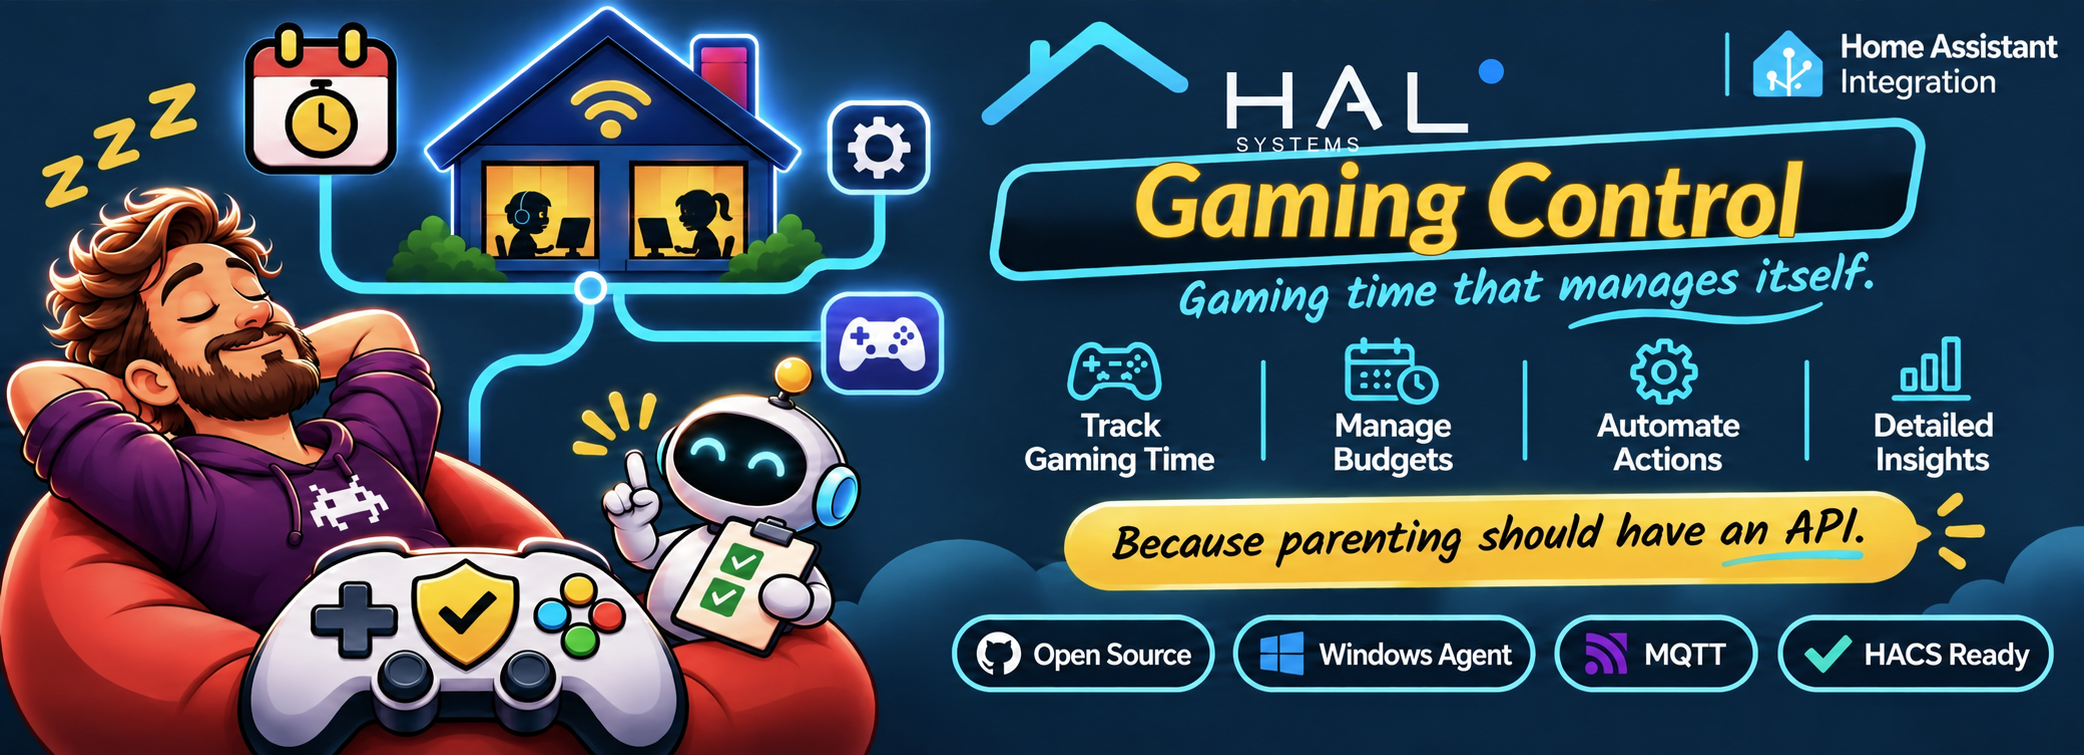 zzz
HAL
SYSTEMS
Home Assistant
Integration
Gaming Control
Gaming time that manages itself.
Track
Gaming Time
Manage
Budgets
Automate
Actions
Detailed
Insights
Because parenting should have an API.
Open Source
Windows Agent
MQTT
HACS Ready